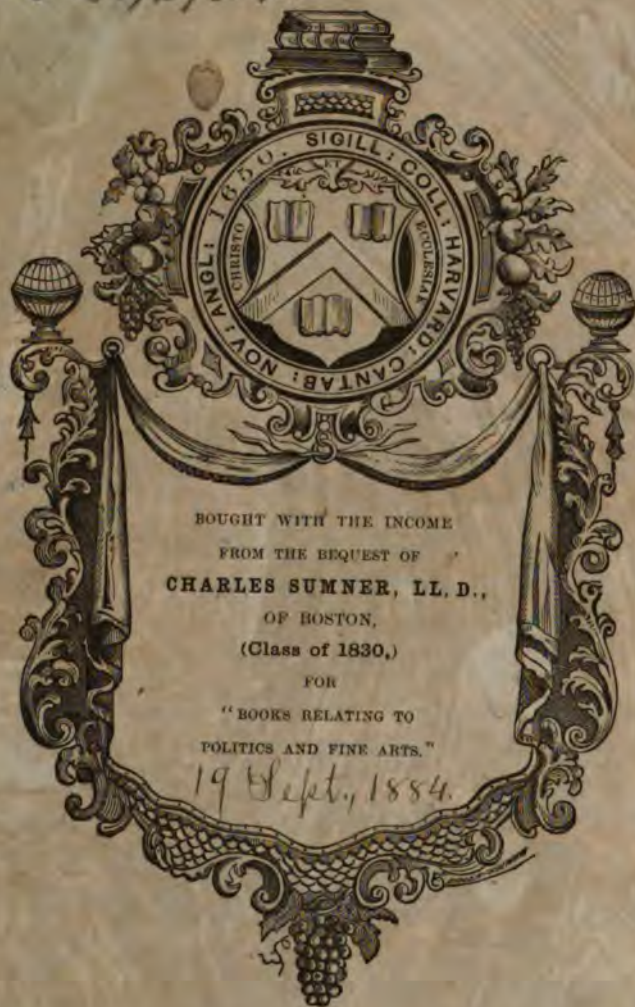 SIGILL: COLL: HARVARD: CANTAB: NOV: ANGL: 1650.
ET
CHRISTO
ECCLESIAE
BOUGHT WITH THE INCOME
FROM THE BEQUEST OF
CHARLES SUMNER, LL. D.,
OF BOSTON,
(Class of 1830,)
FOR
"BOOKS RELATING TO
POLITICS AND FINE ARTS."
19 Sept., 1884.